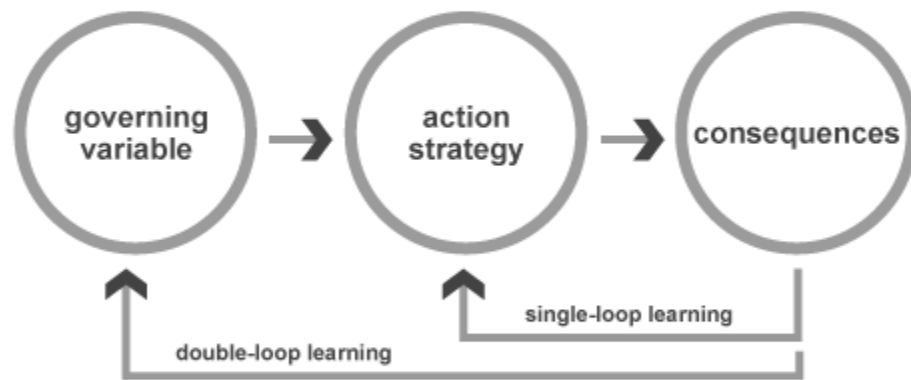 governing
variable
action
strategy
consequences
single-loop learning
double-loop learning